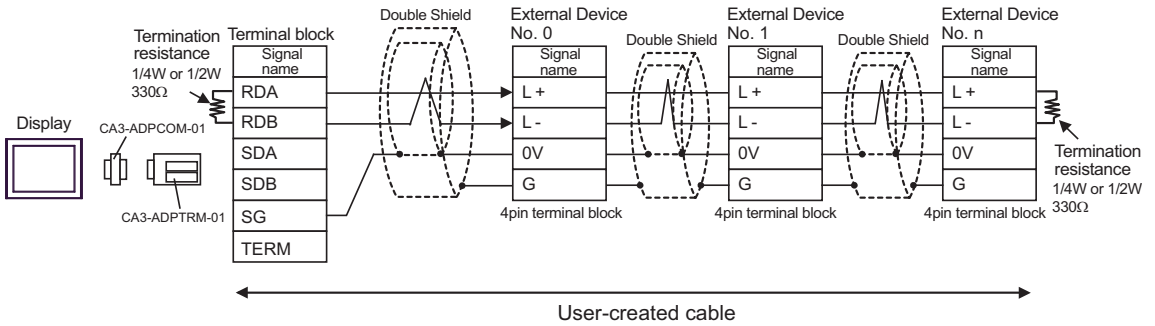 Display
CA3-ADPCOM-01
CA3-ADPTRM-01
Termination
resistance
1/4W or 1/2W
330Ω
Terminal block
Signal
name
RDA
RDB
SDA
SDB
SG
TERM
Double Shield
External Device
No. 0
Signal
name
L +
L -
0V
G
4pin terminal block
Double Shield
External Device
No. 1
Signal
name
L +
L -
0V
G
4pin terminal block
Double Shield
External Device
No. n
Signal
name
L +
L -
0V
G
4pin terminal block
Termination
resistance
1/4W or 1/2W
330Ω
User-created cable